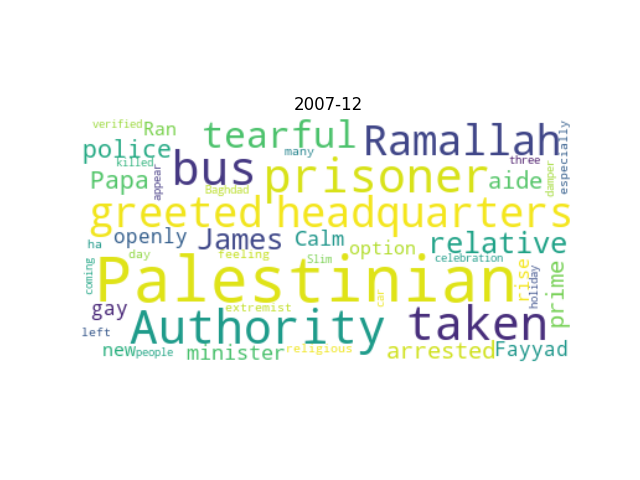 2007-12
verified Ran tearful Ramallah especially
police killed many three
bus prisoner aide damper
Papa appear Baghdad
greeted headquarters
ha openly James Calm option relative
day feeling Slim celebration
coming Palestinian car rise holiday prime
gay extremist
left Authority taken
new people minister religious arrested Fayyad